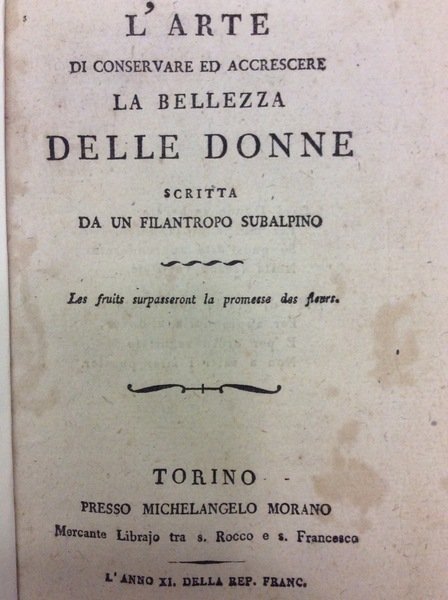 L'ARTE
DI CONSERVARE ED ACCRESCERE
LA BELLEZZA
DELLE DONNE
SCRITTA
DA UN FILANTROPO SUBALPINO
Les fruits surpasseront la promesse des fleurs.
TORINO
PRESSO MICHELANGELO MORANO
Mercante Librajo tra s. Rocco e s. Francesco
L'ANNO XI. DELLA REP. FRANC.